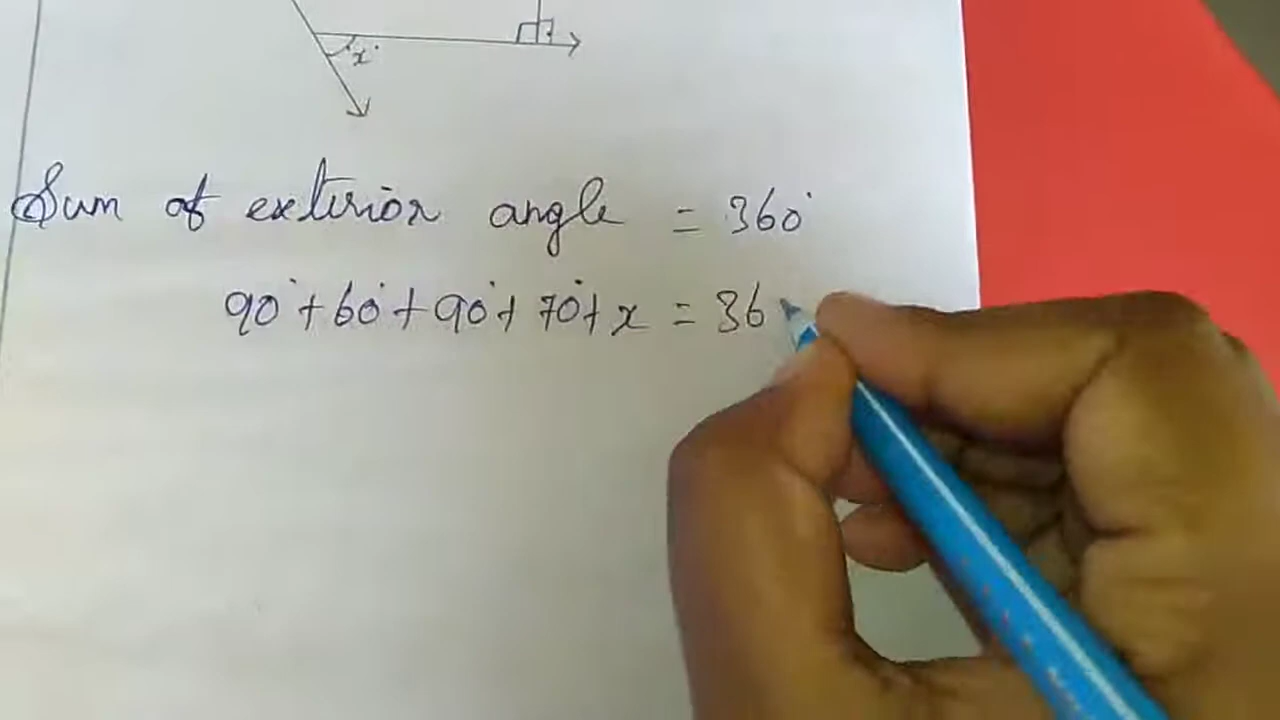 x°
Sum of exterior angle = 360°
90° + 60° + 90° + 70° + x = 36